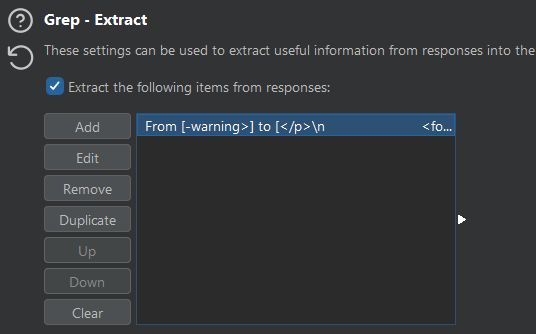 Grep - Extract
These settings can be used to extract useful information from responses into the
Extract the following items from responses:
Add
From [-warning>] to [</p>\n <fo...
Edit
Remove
Duplicate
Up
Down
Clear